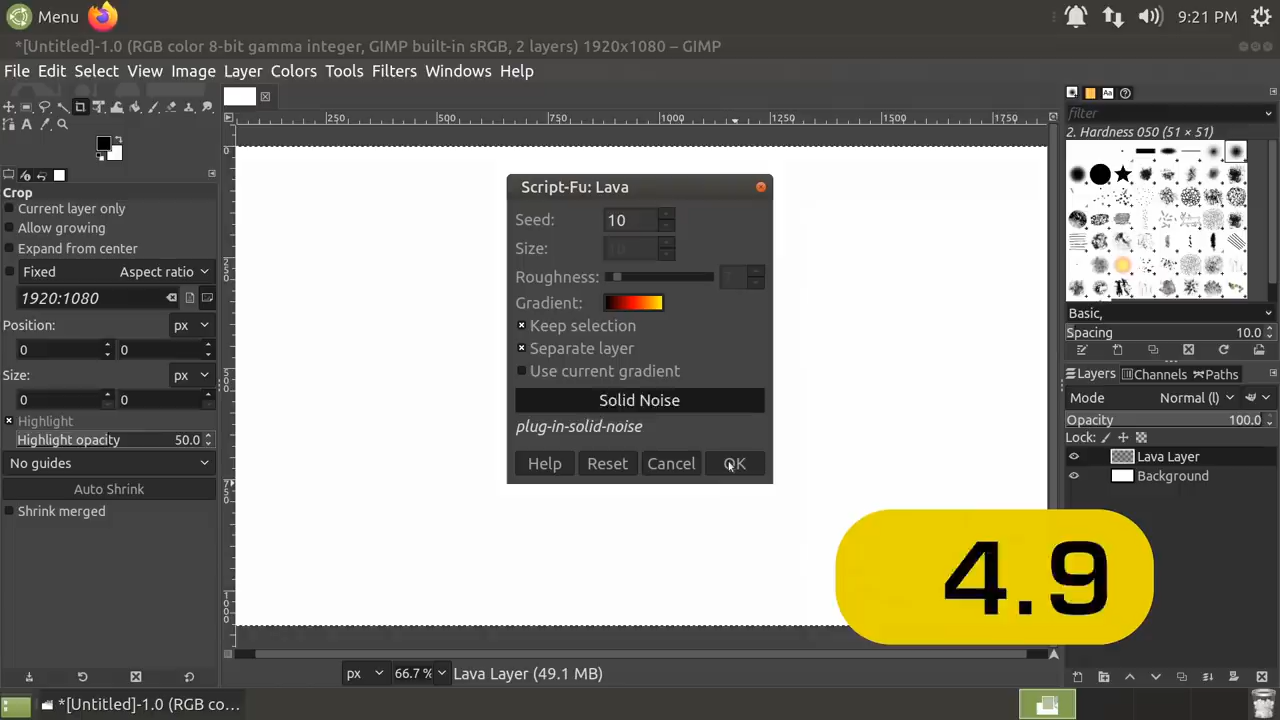 Menu
9:21 PM
*[Untitled]-1.0 (RGB color 8-bit gamma integer, GIMP built-in sRGB, 2 layers) 1920x1080 – GIMP
File Edit Select View Image Layer Colors Tools Filters Windows Help
250 500 1000 1250 1500 1750
0
250
500
750
1000
Crop
Current layer only
Allow growing
Expand from center
Fixed Aspect ratio
1920:1080
Position: px
0 0
Size: px
0 0
Highlight
Highlight opacity 50.0
No guides
Auto Shrink
Shrink merged
Script-Fu: Lava
Seed: 10
Size: 10
Roughness: 7
Gradient:
Keep selection
Separate layer
Use current gradient
Solid Noise
plug-in-solid-noise
Help Reset Cancel OK
4.9
filter
2. Hardness 050 (51 × 51)
Basic,
Spacing 10.0
Layers Channels Paths
Mode Normal (l)
Opacity 100.0
Lock:
Lava Layer
Background
px 66.7 % Lava Layer (49.1 MB)
*[Untitled]-1.0 (RGB co...